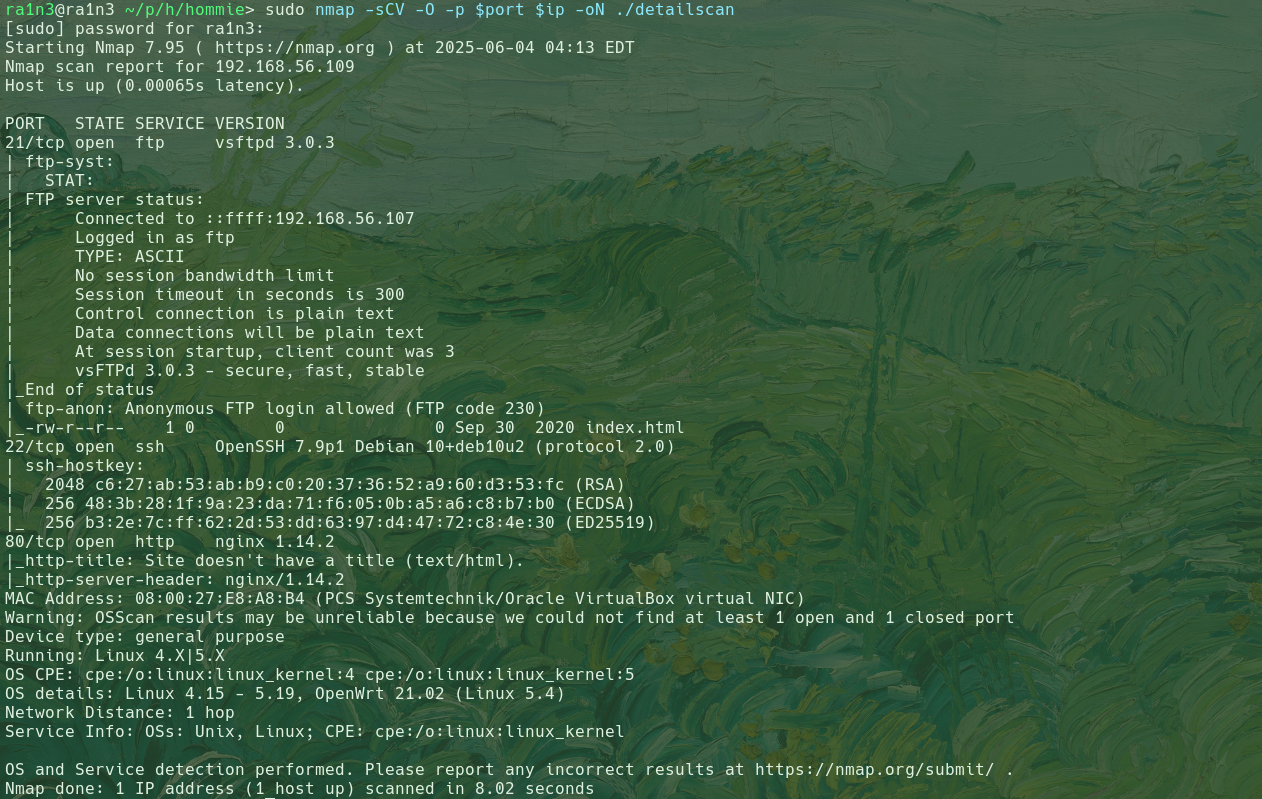 ra1n3@ra1n3 ~/p/h/hommie> sudo nmap -sCV -O -p $port $ip -oN ./detailscan
[sudo] password for ra1n3:
Starting Nmap 7.95 ( https://nmap.org ) at 2025-06-04 04:13 EDT
Nmap scan report for 192.168.56.109
Host is up (0.00065s latency).

PORT   STATE SERVICE VERSION
21/tcp open  ftp     vsftpd 3.0.3
| ftp-syst:
|   STAT:
| FTP server status:
|      Connected to ::ffff:192.168.56.107
|      Logged in as ftp
|      TYPE: ASCII
|      No session bandwidth limit
|      Session timeout in seconds is 300
|      Control connection is plain text
|      Data connections will be plain text
|      At session startup, client count was 3
|      vsFTPd 3.0.3 - secure, fast, stable
|_End of status
| ftp-anon: Anonymous FTP login allowed (FTP code 230)
|_-rw-r--r--    1 0        0               0 Sep 30  2020 index.html
22/tcp open  ssh     OpenSSH 7.9p1 Debian 10+deb10u2 (protocol 2.0)
| ssh-hostkey:
|   2048 c6:27:ab:53:ab:b9:c0:20:37:36:52:a9:60:d3:53:fc (RSA)
|   256 48:3b:28:1f:9a:23:da:71:f6:05:0b:a5:a6:c8:b7:b0 (ECDSA)
|_  256 b3:2e:7c:ff:62:2d:53:dd:63:97:d4:47:72:c8:4e:30 (ED25519)
80/tcp open  http    nginx 1.14.2
|_http-title: Site doesn't have a title (text/html).
|_http-server-header: nginx/1.14.2
MAC Address: 08:00:27:E8:A8:B4 (PCS Systemtechnik/Oracle VirtualBox virtual NIC)
Warning: OSScan results may be unreliable because we could not find at least 1 open and 1 closed port
Device type: general purpose
Running: Linux 4.X|5.X
OS CPE: cpe:/o:linux:linux_kernel:4 cpe:/o:linux:linux_kernel:5
OS details: Linux 4.15 - 5.19, OpenWrt 21.02 (Linux 5.4)
Network Distance: 1 hop
Service Info: OSs: Unix, Linux; CPE: cpe:/o:linux:linux_kernel

OS and Service detection performed. Please report any incorrect results at https://nmap.org/submit/ .
Nmap done: 1 IP address (1 host up) scanned in 8.02 seconds